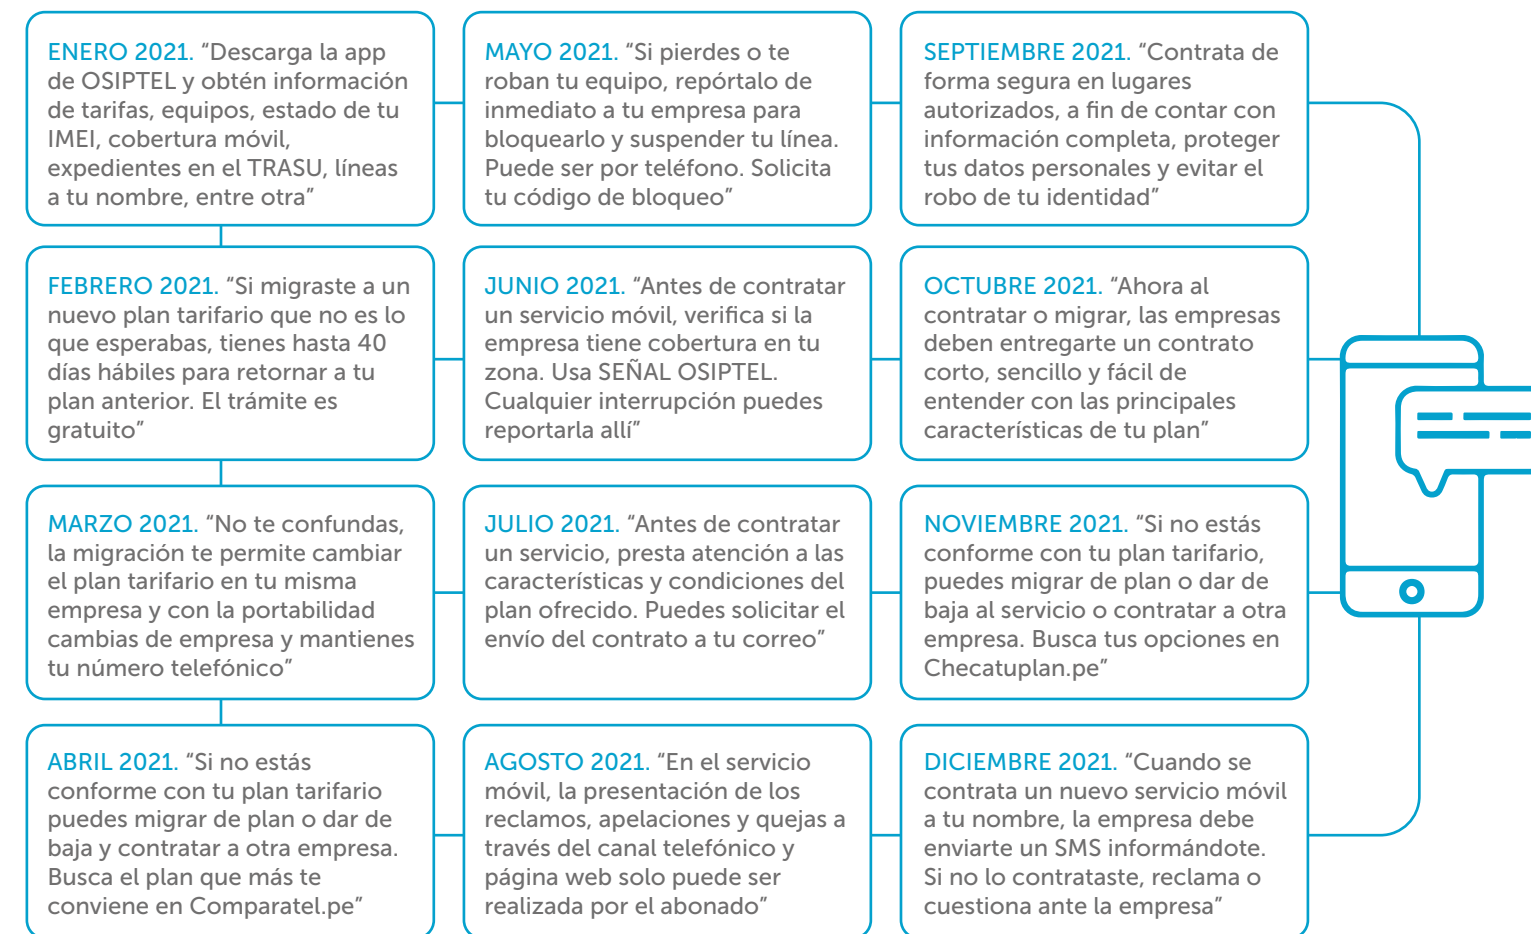 ENERO 2021. “Descarga la app
de OSIPTEL y obtén información
de tarifas, equipos, estado de tu
IMEI, cobertura móvil,
expedientes en el TRASU, líneas
a tu nombre, entre otra”
FEBRERO 2021. “Si migraste a un
nuevo plan tarifario que no es lo
que esperabas, tienes hasta 40
días hábiles para retornar a tu
plan anterior. El trámite es
gratuito”
MARZO 2021. “No te confundas,
la migración te permite cambiar
el plan tarifario en tu misma
empresa y con la portabilidad
cambias de empresa y mantienes
tu número telefónico”
ABRIL 2021. “Si no estás
conforme con tu plan tarifario
puedes migrar de plan o dar de
baja y contratar a otra empresa.
Busca el plan que más te
conviene en Comparatel.pe”
MAYO 2021. “Si pierdes o te
roban tu equipo, repórtalo de
inmediato a tu empresa para
bloquearlo y suspender tu línea.
Puede ser por teléfono. Solicita
tu código de bloqueo”
JUNIO 2021. “Antes de contratar
un servicio móvil, verifica si la
empresa tiene cobertura en tu
zona. Usa SEÑAL OSIPTEL.
Cualquier interrupción puedes
reportarla allí”
JULIO 2021. “Antes de contratar
un servicio, presta atención a las
características y condiciones del
plan ofrecido. Puedes solicitar el
envío del contrato a tu correo”
AGOSTO 2021. “En el servicio
móvil, la presentación de los
reclamos, apelaciones y quejas a
través del canal telefónico y
página web solo puede ser
realizada por el abonado”
SEPTIEMBRE 2021. “Contrata de
forma segura en lugares
autorizados, a fin de contar con
información completa, proteger
tus datos personales y evitar el
robo de tu identidad”
OCTUBRE 2021. “Ahora al
contratar o migrar, las empresas
deben entregarte un contrato
corto, sencillo y fácil de
entender con las principales
características de tu plan”
NOVIEMBRE 2021. “Si no estás
conforme con tu plan tarifario,
puedes migrar de plan o dar de
baja al servicio o contratar a otra
empresa. Busca tus opciones en
Checatuplan.pe”
DICIEMBRE 2021. “Cuando se
contrata un nuevo servicio móvil
a tu nombre, la empresa debe
enviarte un SMS informándote.
Si no lo contrataste, reclama o
cuestiona ante la empresa”